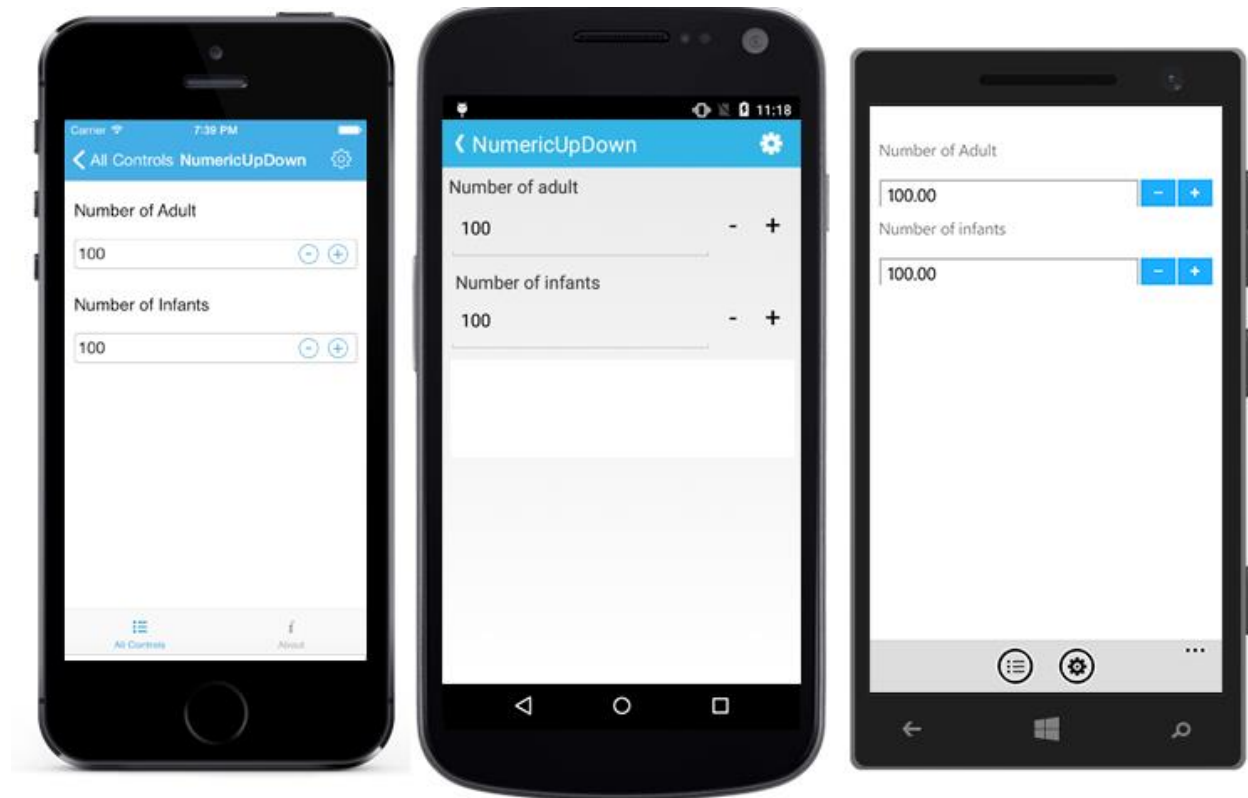 Carrier 7:39 PM
All Controls NumericUpDown
Number of Adult
100 - +
Number of Infants
100 - +
All Controls About
11:18
NumericUpDown
Number of adult
100 - +
Number of infants
100 - +
Number of Adult
100.00 - +
Number of infants
100.00 - +